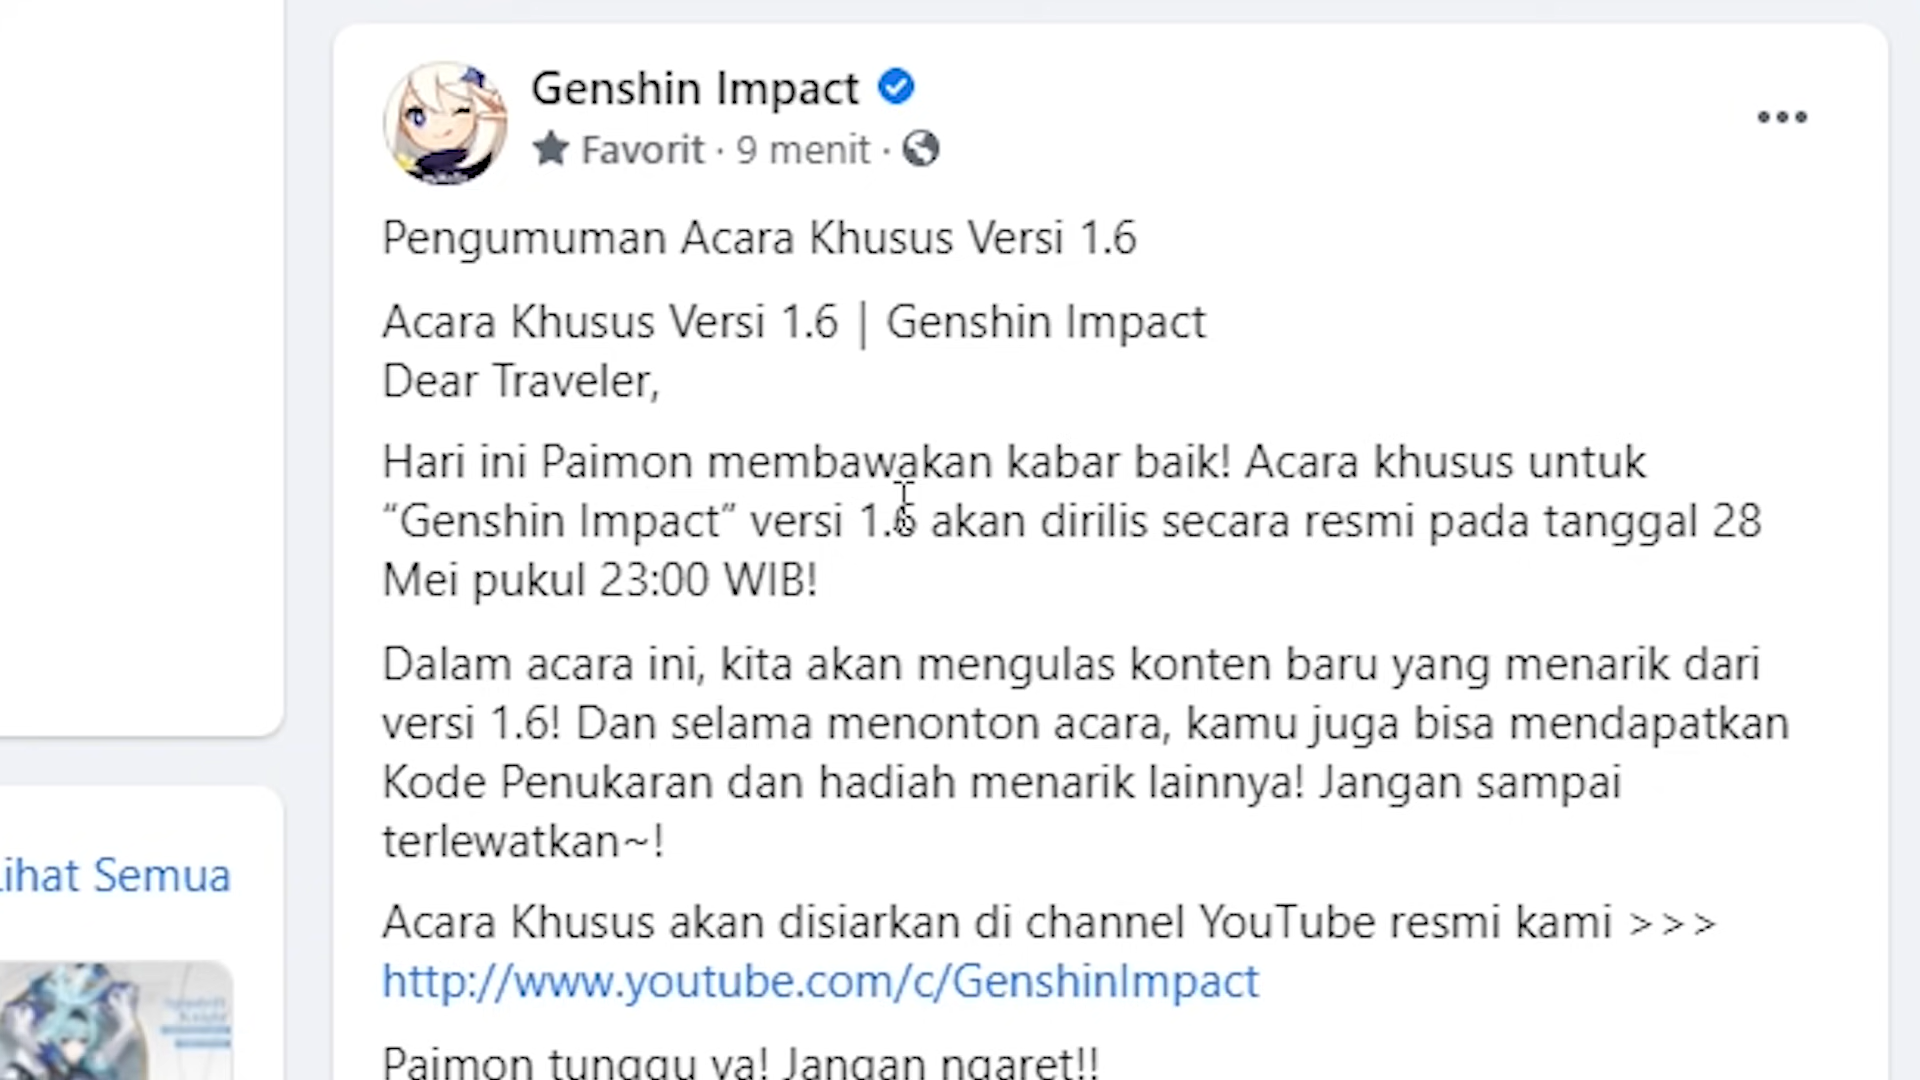 Genshin Impact
Favorit · 9 menit ·
Pengumuman Acara Khusus Versi 1.6
Acara Khusus Versi 1.6 | Genshin Impact
Dear Traveler,
Hari ini Paimon membawakan kabar baik! Acara khusus untuk
“Genshin Impact” versi 1.6 akan dirilis secara resmi pada tanggal 28
Mei pukul 23:00 WIB!
Dalam acara ini, kita akan mengulas konten baru yang menarik dari
versi 1.6! Dan selama menonton acara, kamu juga bisa mendapatkan
Kode Penukaran dan hadiah menarik lainnya! Jangan sampai
terlewatkan~!
Acara Khusus akan disiarkan di channel YouTube resmi kami >>>
http://www.youtube.com/c/GenshinImpact
Paimon tunggu ya! Jangan ngaret!!
Lihat Semua